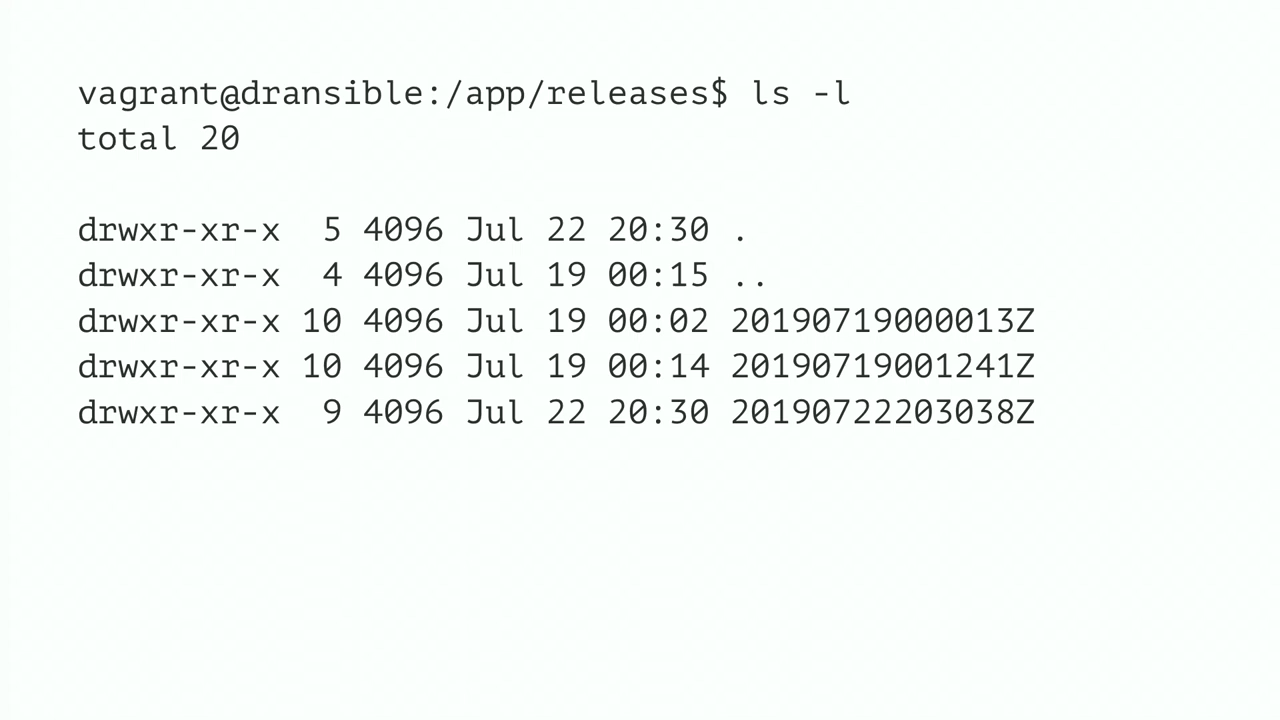 vagrant@dransible:/app/releases$ ls -l
total 20
drwxr-xr-x  5 4096 Jul 22 20:30 .
drwxr-xr-x  4 4096 Jul 19 00:15 ..
drwxr-xr-x 10 4096 Jul 19 00:02 20190719000013Z
drwxr-xr-x 10 4096 Jul 19 00:14 20190719001241Z
drwxr-xr-x  9 4096 Jul 22 20:30 20190722203038Z